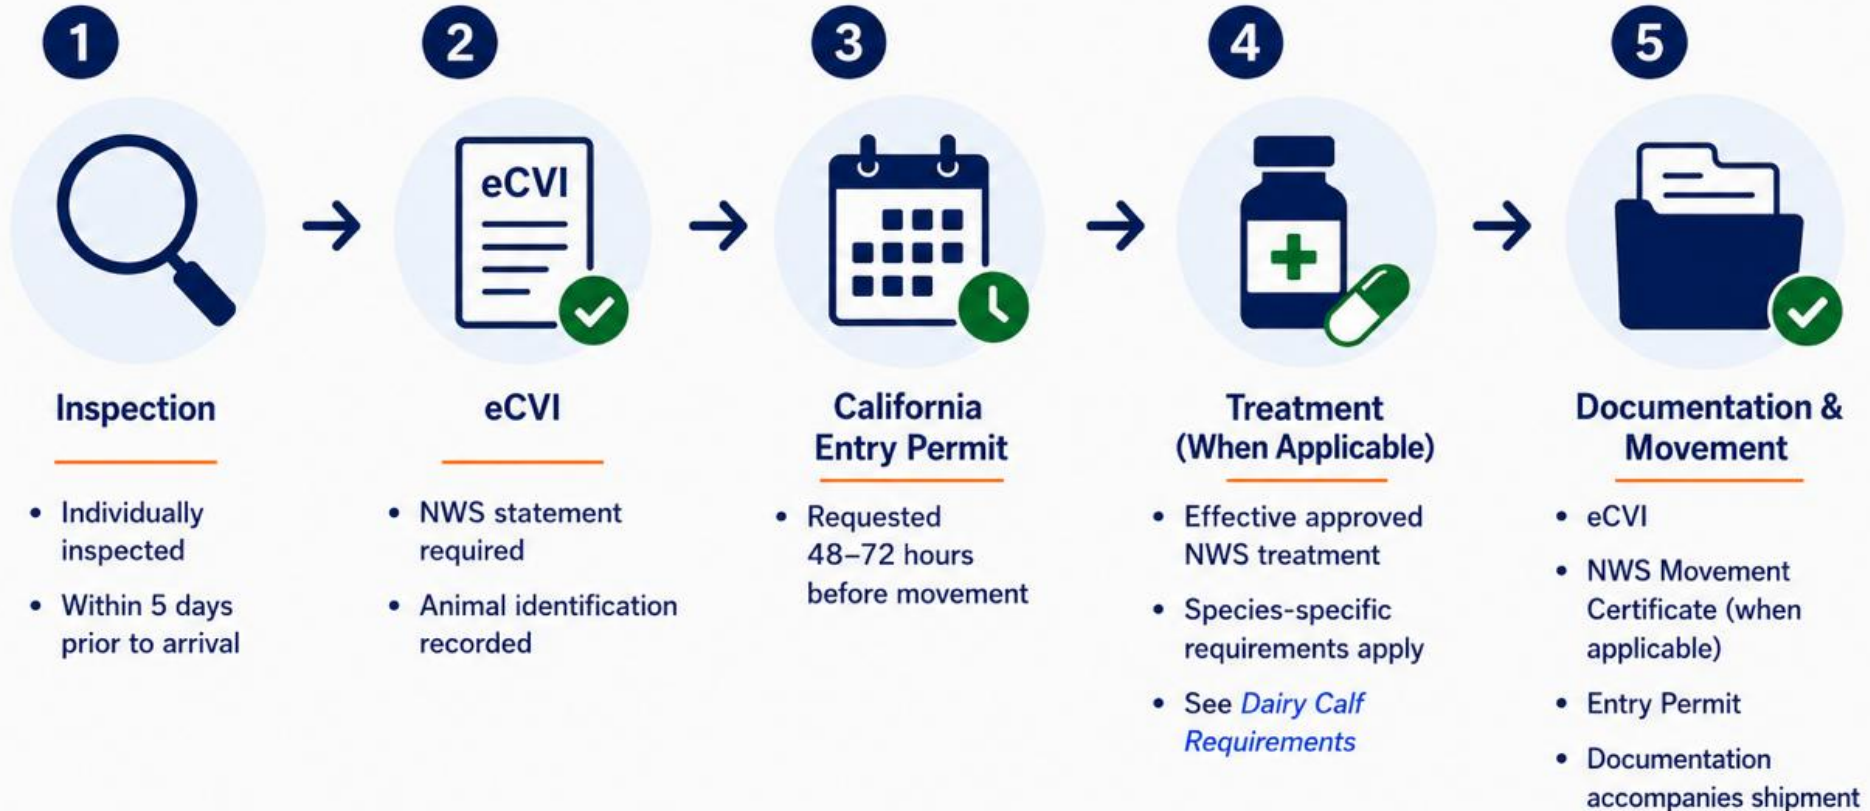 1
2
3
4
5
eCVI
Inspection
• Individually
inspected
• Within 5 days
prior to arrival
eCVI
• NWS statement
required
• Animal identification
recorded
California
Entry Permit
• Requested
48–72 hours
before movement
Treatment
(When Applicable)
• Effective approved
NWS treatment
• Species-specific
requirements apply
• See Dairy Calf
Requirements
Documentation &
Movement
• eCVI
• NWS Movement
Certificate (when
applicable)
• Entry Permit
• Documentation
accompanies shipment